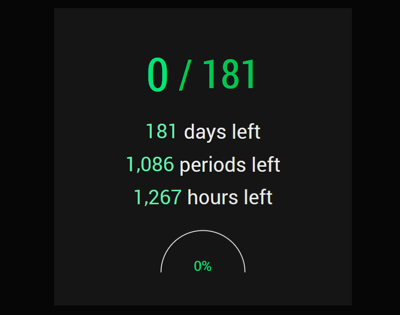 0 / 181
181 days left
1,086 periods left
1,267 hours left
0%